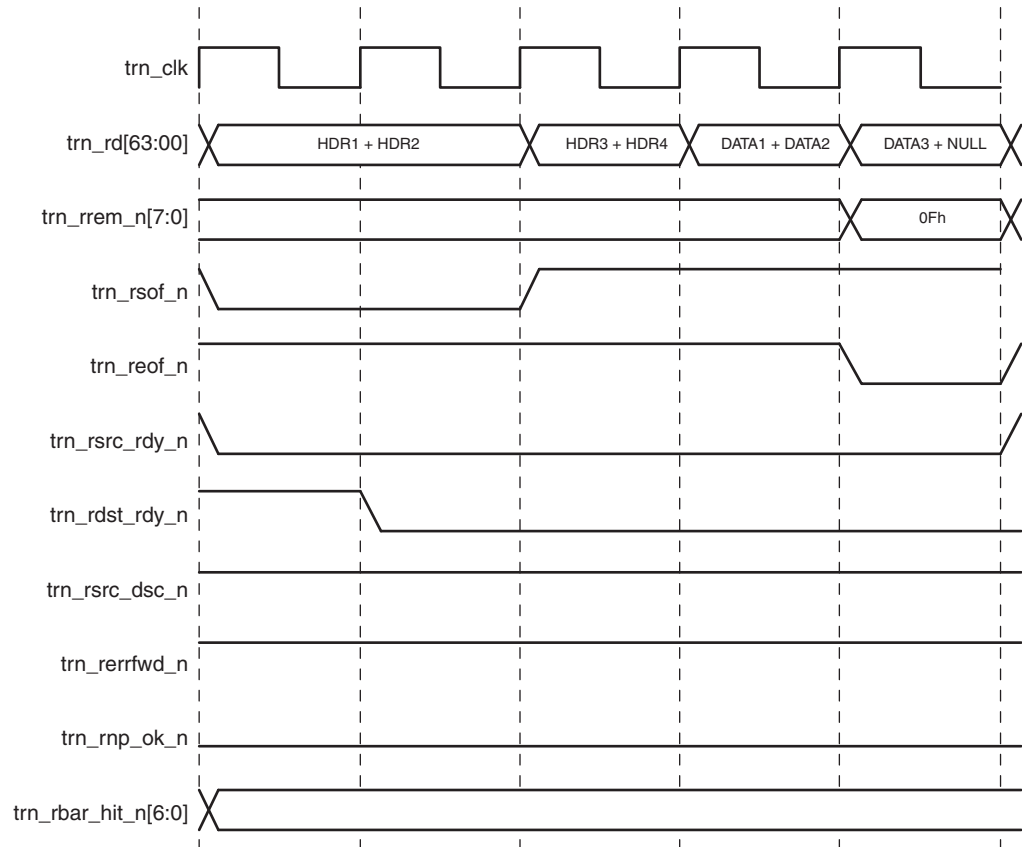 trn_clk
trn_rd[63:00]
HDR1 + HDR2
HDR3 + HDR4
DATA1 + DATA2
DATA3 + NULL
trn_rrem_n[7:0]
0Fh
trn_rsof_n
trn_reof_n
trn_rsrc_rdy_n
trn_rdst_rdy_n
trn_rsrc_dsc_n
trn_rerrfwd_n
trn_rnp_ok_n
trn_rbar_hit_n[6:0]